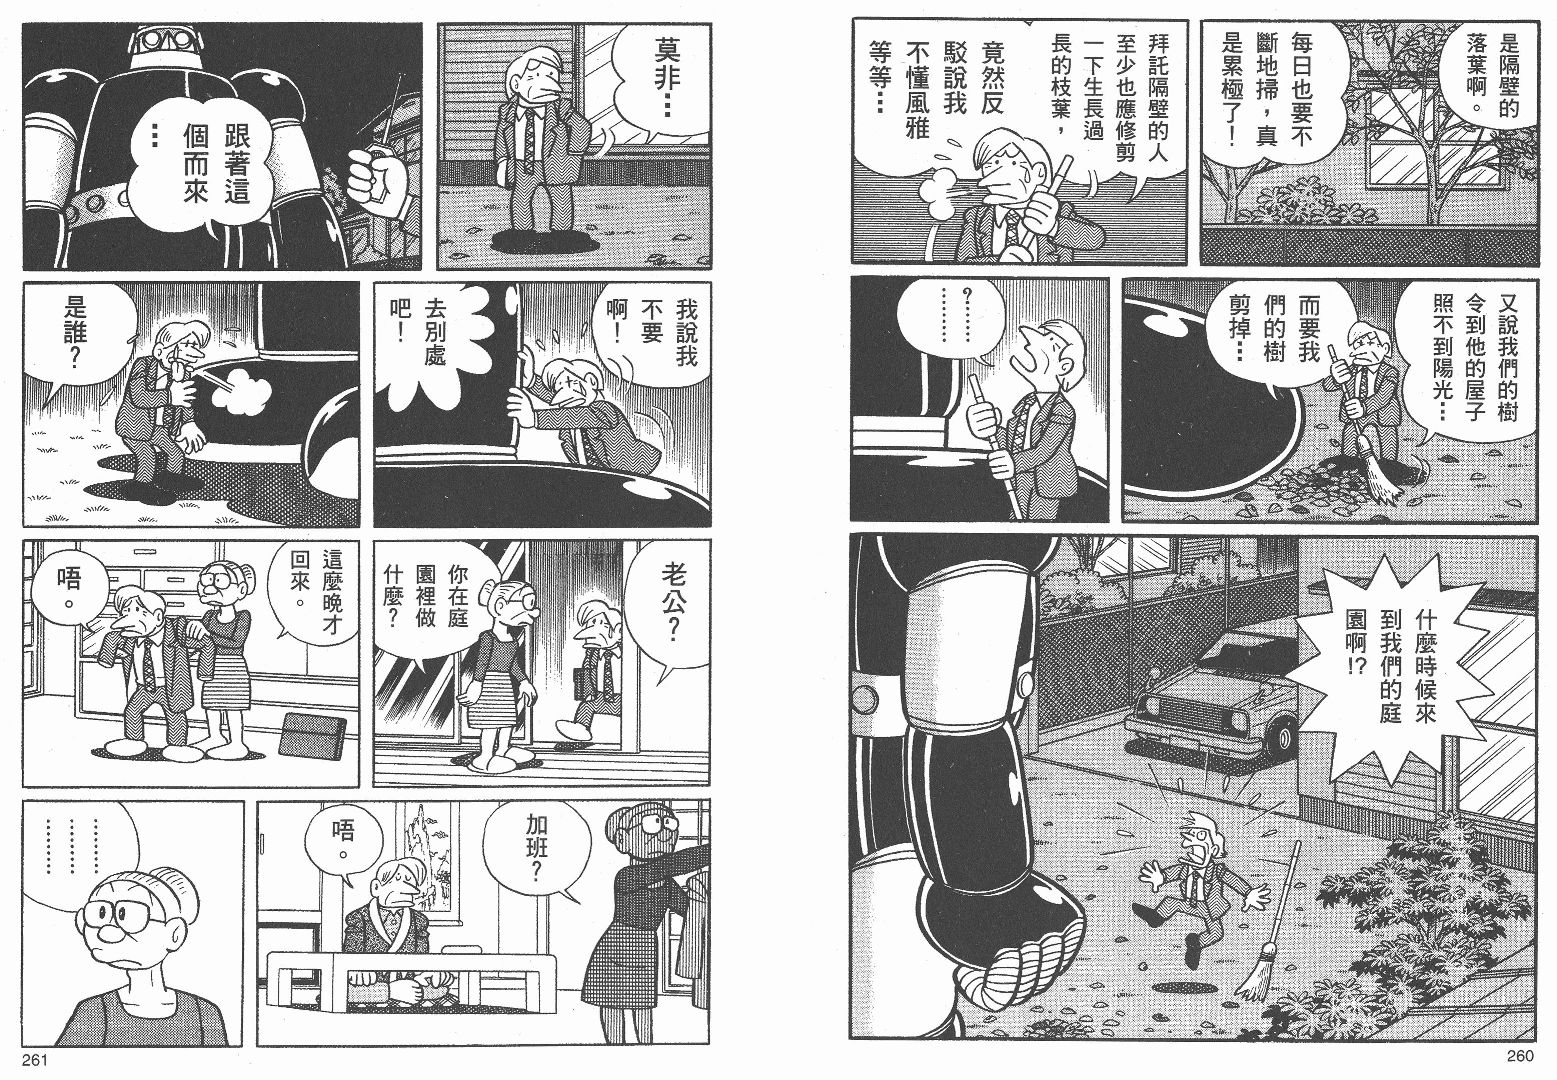 是隔壁的
落葉啊。
每日也要不
斷地掃，真
是累極了！
拜託隔壁的人
至少也應修剪
一下生長過
長的枝葉，
竟然反
駁說我
不懂風雅
等等…
又說我們的樹
令到他的屋子
照不到陽光…
而要我
們的樹
剪掉…
？
………
什麼時候來
到我們的庭
園啊!?
260
莫非…
跟著這
個而來
…
我說我
不要
啊！
去別處
吧！
是誰？
老公？
你在庭
園裡做
什麼？
這麼晚才
回來。
唔。
加班？
唔。
………
261